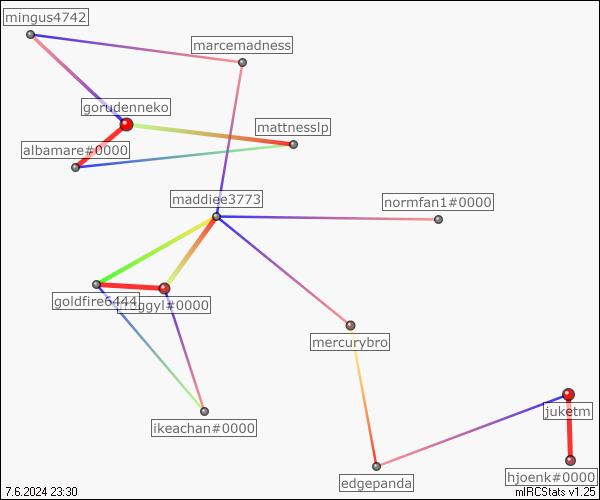 mingus4742
marcemadness
gorudenneko
mattnesslp
albamare#0000
maddiee3773
normfan1#0000
goldfire6444
ggyl#0000
mercurybro
ikeachan#0000
juketm
hjoenk#0000
edgepanda
7.6.2024 23:30
mIRCStats v1.25